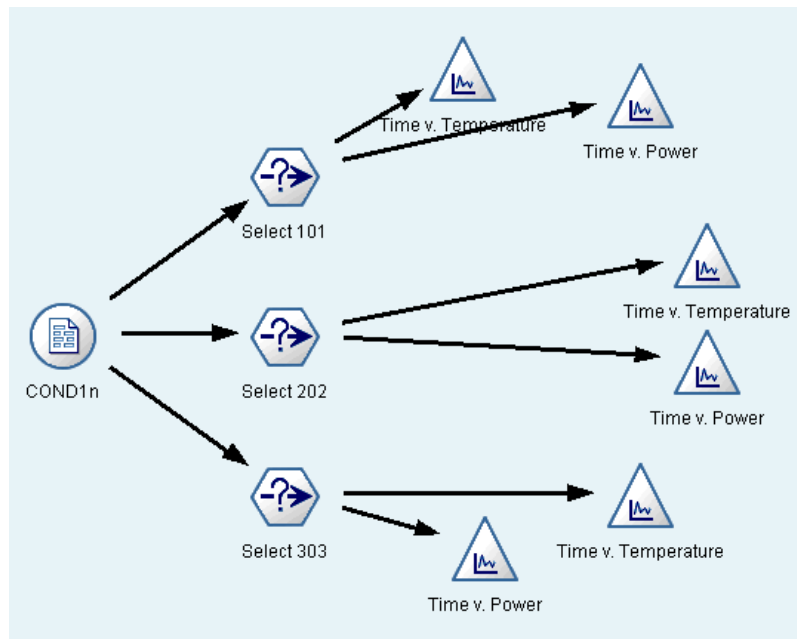 Time v. Temperature
Time v. Power
Select 101
Time v. Temperature
COND1n
Select 202
Time v. Power
Select 303
Time v. Temperature
Time v. Power